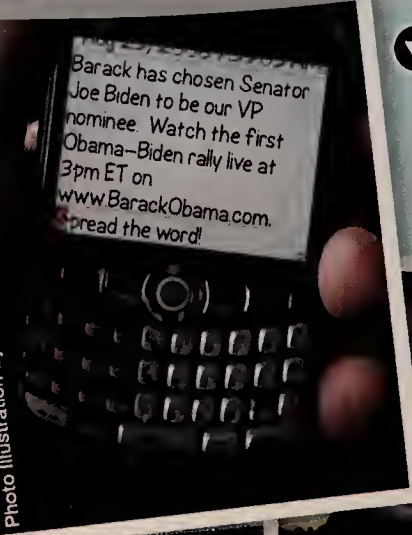 Barack has chosen Senator
Joe Biden to be our VP
nominee. Watch the first
Obama–Biden rally live at
3pm ET on
www.BarackObama.com.
Spread the word!
Photo Illustration